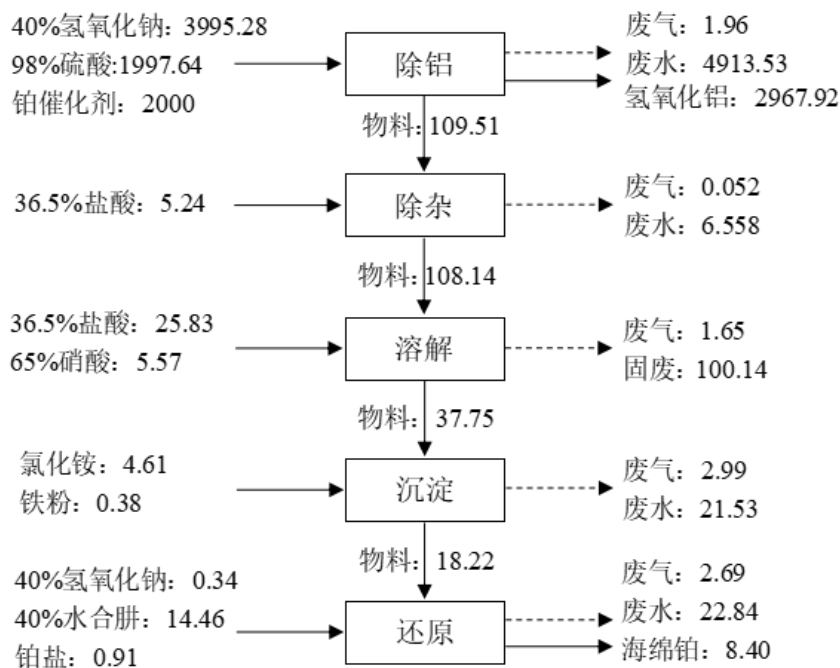 40%氢氧化钠：3995.28
98%硫酸:1997.64
铂催化剂：2000
除铝
废气：1.96
废水：4913.53
氢氧化铝：2967.92
物料：109.51
36.5%盐酸：5.24
除杂
废气：0.052
废水：6.558
物料：108.14
36.5%盐酸：25.83
65%硝酸：5.57
溶解
废气：1.65
固废：100.14
物料：37.75
氯化铵：4.61
铁粉：0.38
沉淀
废气：2.99
废水：21.53
物料：18.22
40%氢氧化钠：0.34
40%水合肼：14.46
铂盐：0.91
还原
废气：2.69
废水：22.84
海绵铂：8.40